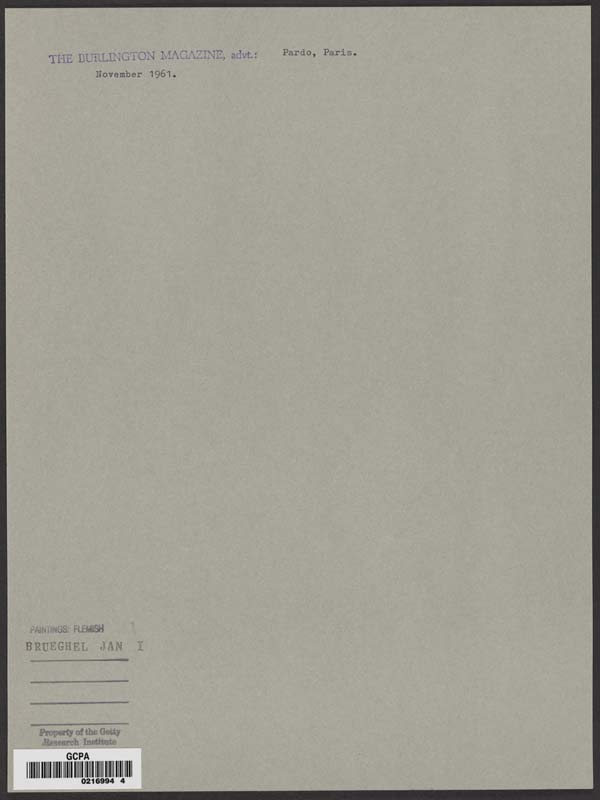 THE BURLINGTON MAGAZINE, advt.: Pardo, Paris.
November 1961.
PAINTINGS: FLEMISH 1
BRUEGHEL JAN I
Property of the Getty
Research Institute
GCPA
0216994 4